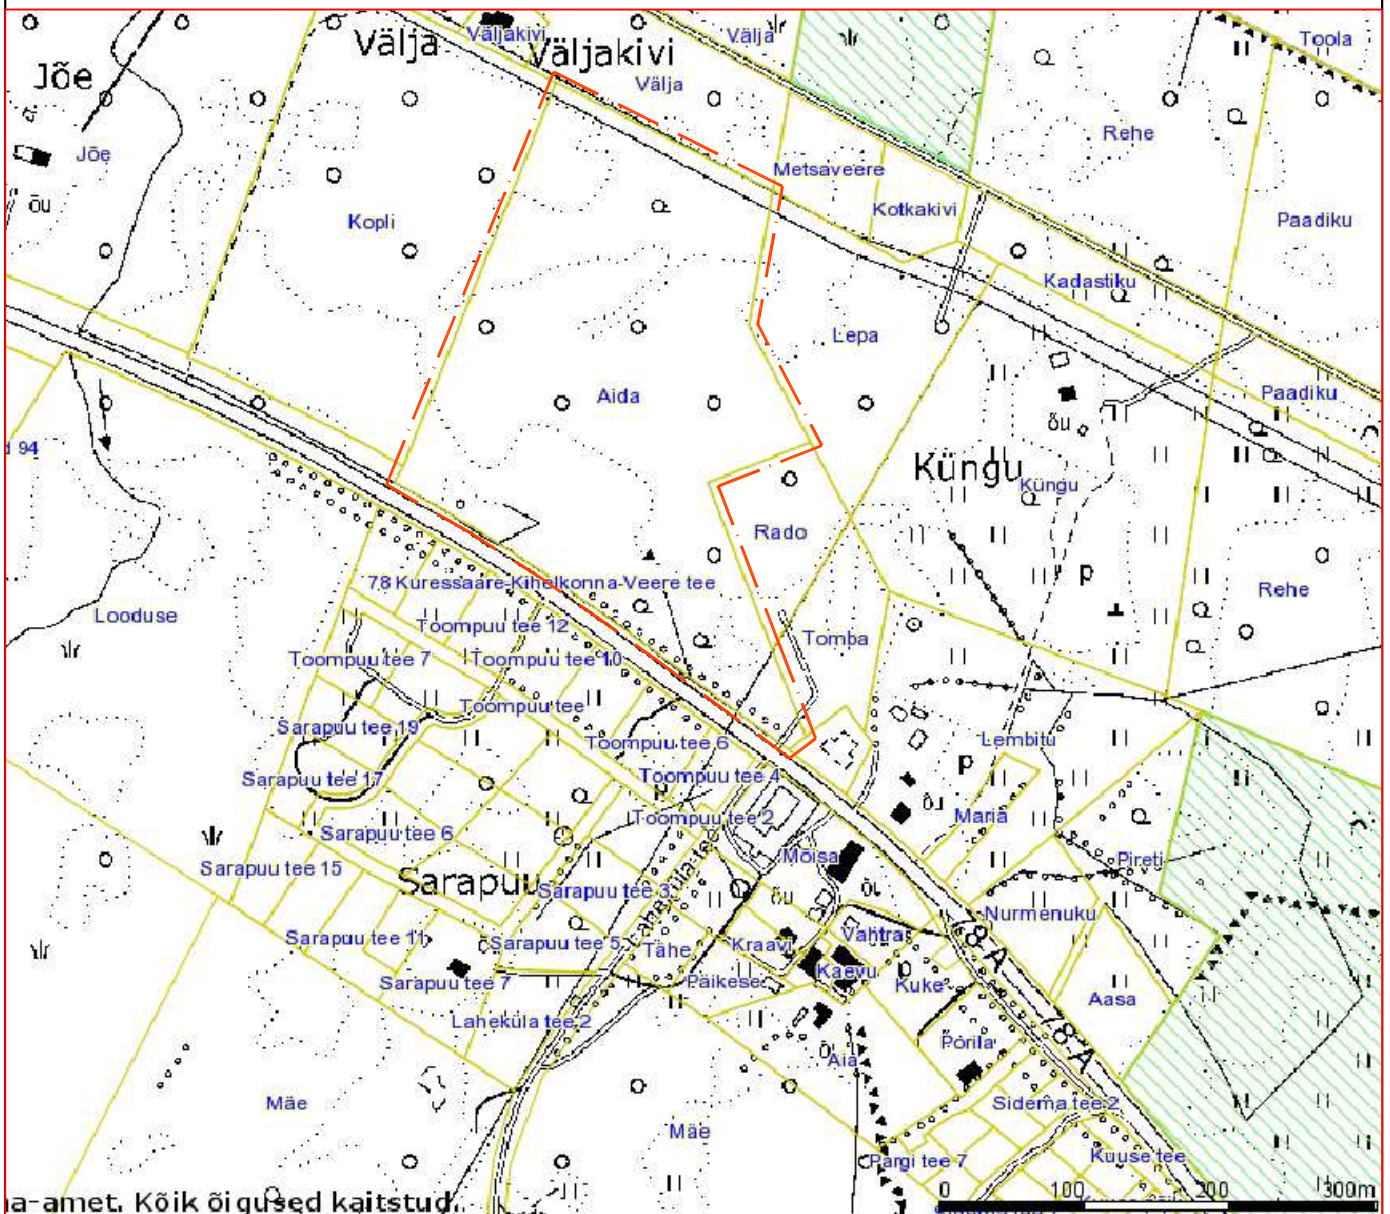 Välja
Väljakivi
Väljakivi
Välja
Toola
Jõe
Välja
Rehe
Jõe
Metsaveere
õu
Kopli
Kotkakivi
Paadiku
Kadastiku
Lepa
Aida
Paadiku
õu
94
Küngu
Küngu
Rado
p
78 Kuressaare-Kihelkonna-Veere tee
Rehe
Looduse
Toompuu tee 12
Tomba
Toompuu tee 7
Toompuu tee 10
Toompuu tee
Sarapuu tee 19
Toompuu tee 6
Lembitu
p
Sarapuu tee 17
Toompuu tee 4
Toompuu tee 2
Maria
Sarapuu tee 6
Mõisa
Pireti
Sarapuu tee 15
Sarapuu
Sarapuu tee 3
õu
Nurmenuku
Sarapuu tee 11
Sarapuu tee 5
Tähe
Kraavi
Vahtra
78 A
Kaevu
Sarapuu tee 7
Päikese
Kuke
Aasa
Laheküla tee 2
78 A
Põrila
Aia
Mäe
Sidema tee 2
Mäe
Pargi tee 7
Kuuse tee
a-amet. Kõik õigused kaitstud.
0 100 200 300m